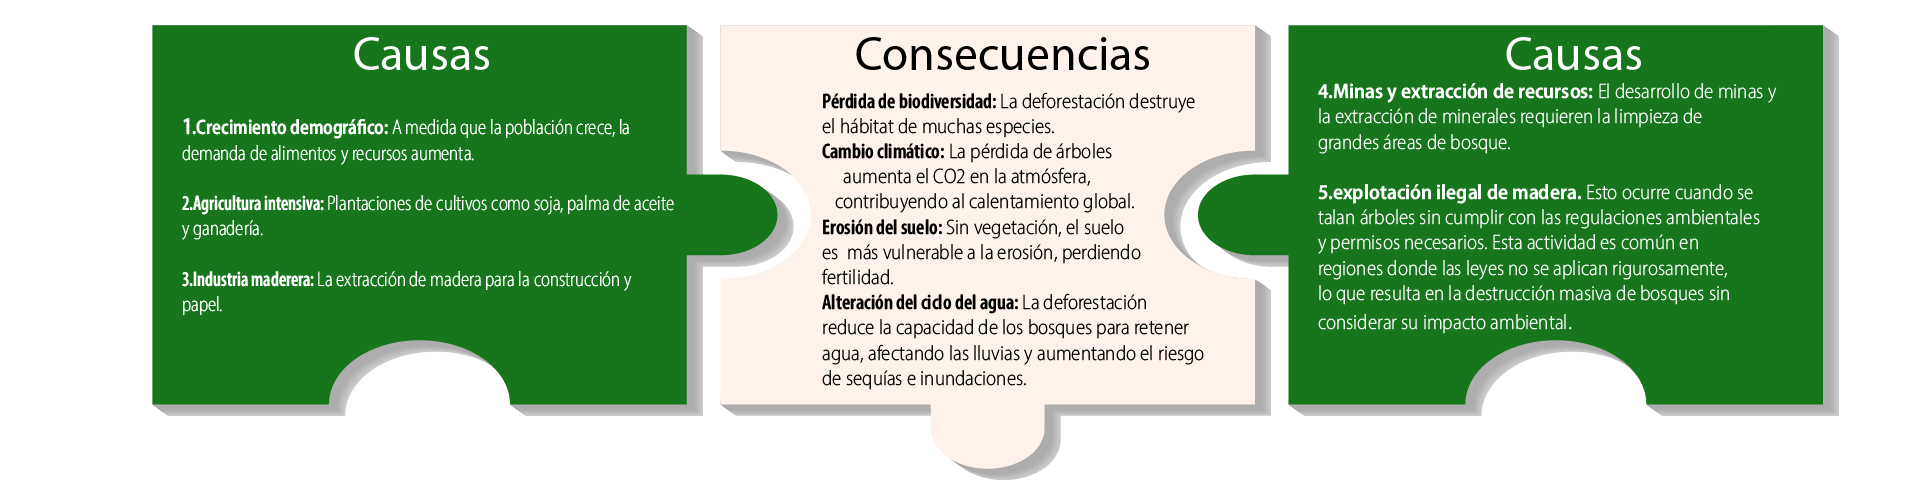 Causas
1.Crecimiento demográfico: A medida que la población crece, la
demanda de alimentos y recursos aumenta.
2.Agricultura intensiva: Plantaciones de cultivos como soja, palma de aceite
y ganadería.
3.Industria maderera: La extracción de madera para la construcción y
papel.
Consecuencias
Pérdida de biodiversidad: La deforestación destruye
el hábitat de muchas especies.
Cambio climático: La pérdida de árboles
aumenta el CO2 en la atmósfera,
contribuyendo al calentamiento global.
Erosión del suelo: Sin vegetación, el suelo
es más vulnerable a la erosión, perdiendo
fertilidad.
Alteración del ciclo del agua: La deforestación
reduce la capacidad de los bosques para retener
agua, afectando las lluvias y aumentando el riesgo
de sequías e inundaciones.
Causas
4.Minas y extracción de recursos: El desarrollo de minas y
la extracción de minerales requieren la limpieza de
grandes áreas de bosque.
5.explotación ilegal de madera. Esto ocurre cuando se
talan árboles sin cumplir con las regulaciones ambientales
y permisos necesarios. Esta actividad es común en
regiones donde las leyes no se aplican rigurosamente,
lo que resulta en la destrucción masiva de bosques sin
considerar su impacto ambiental.